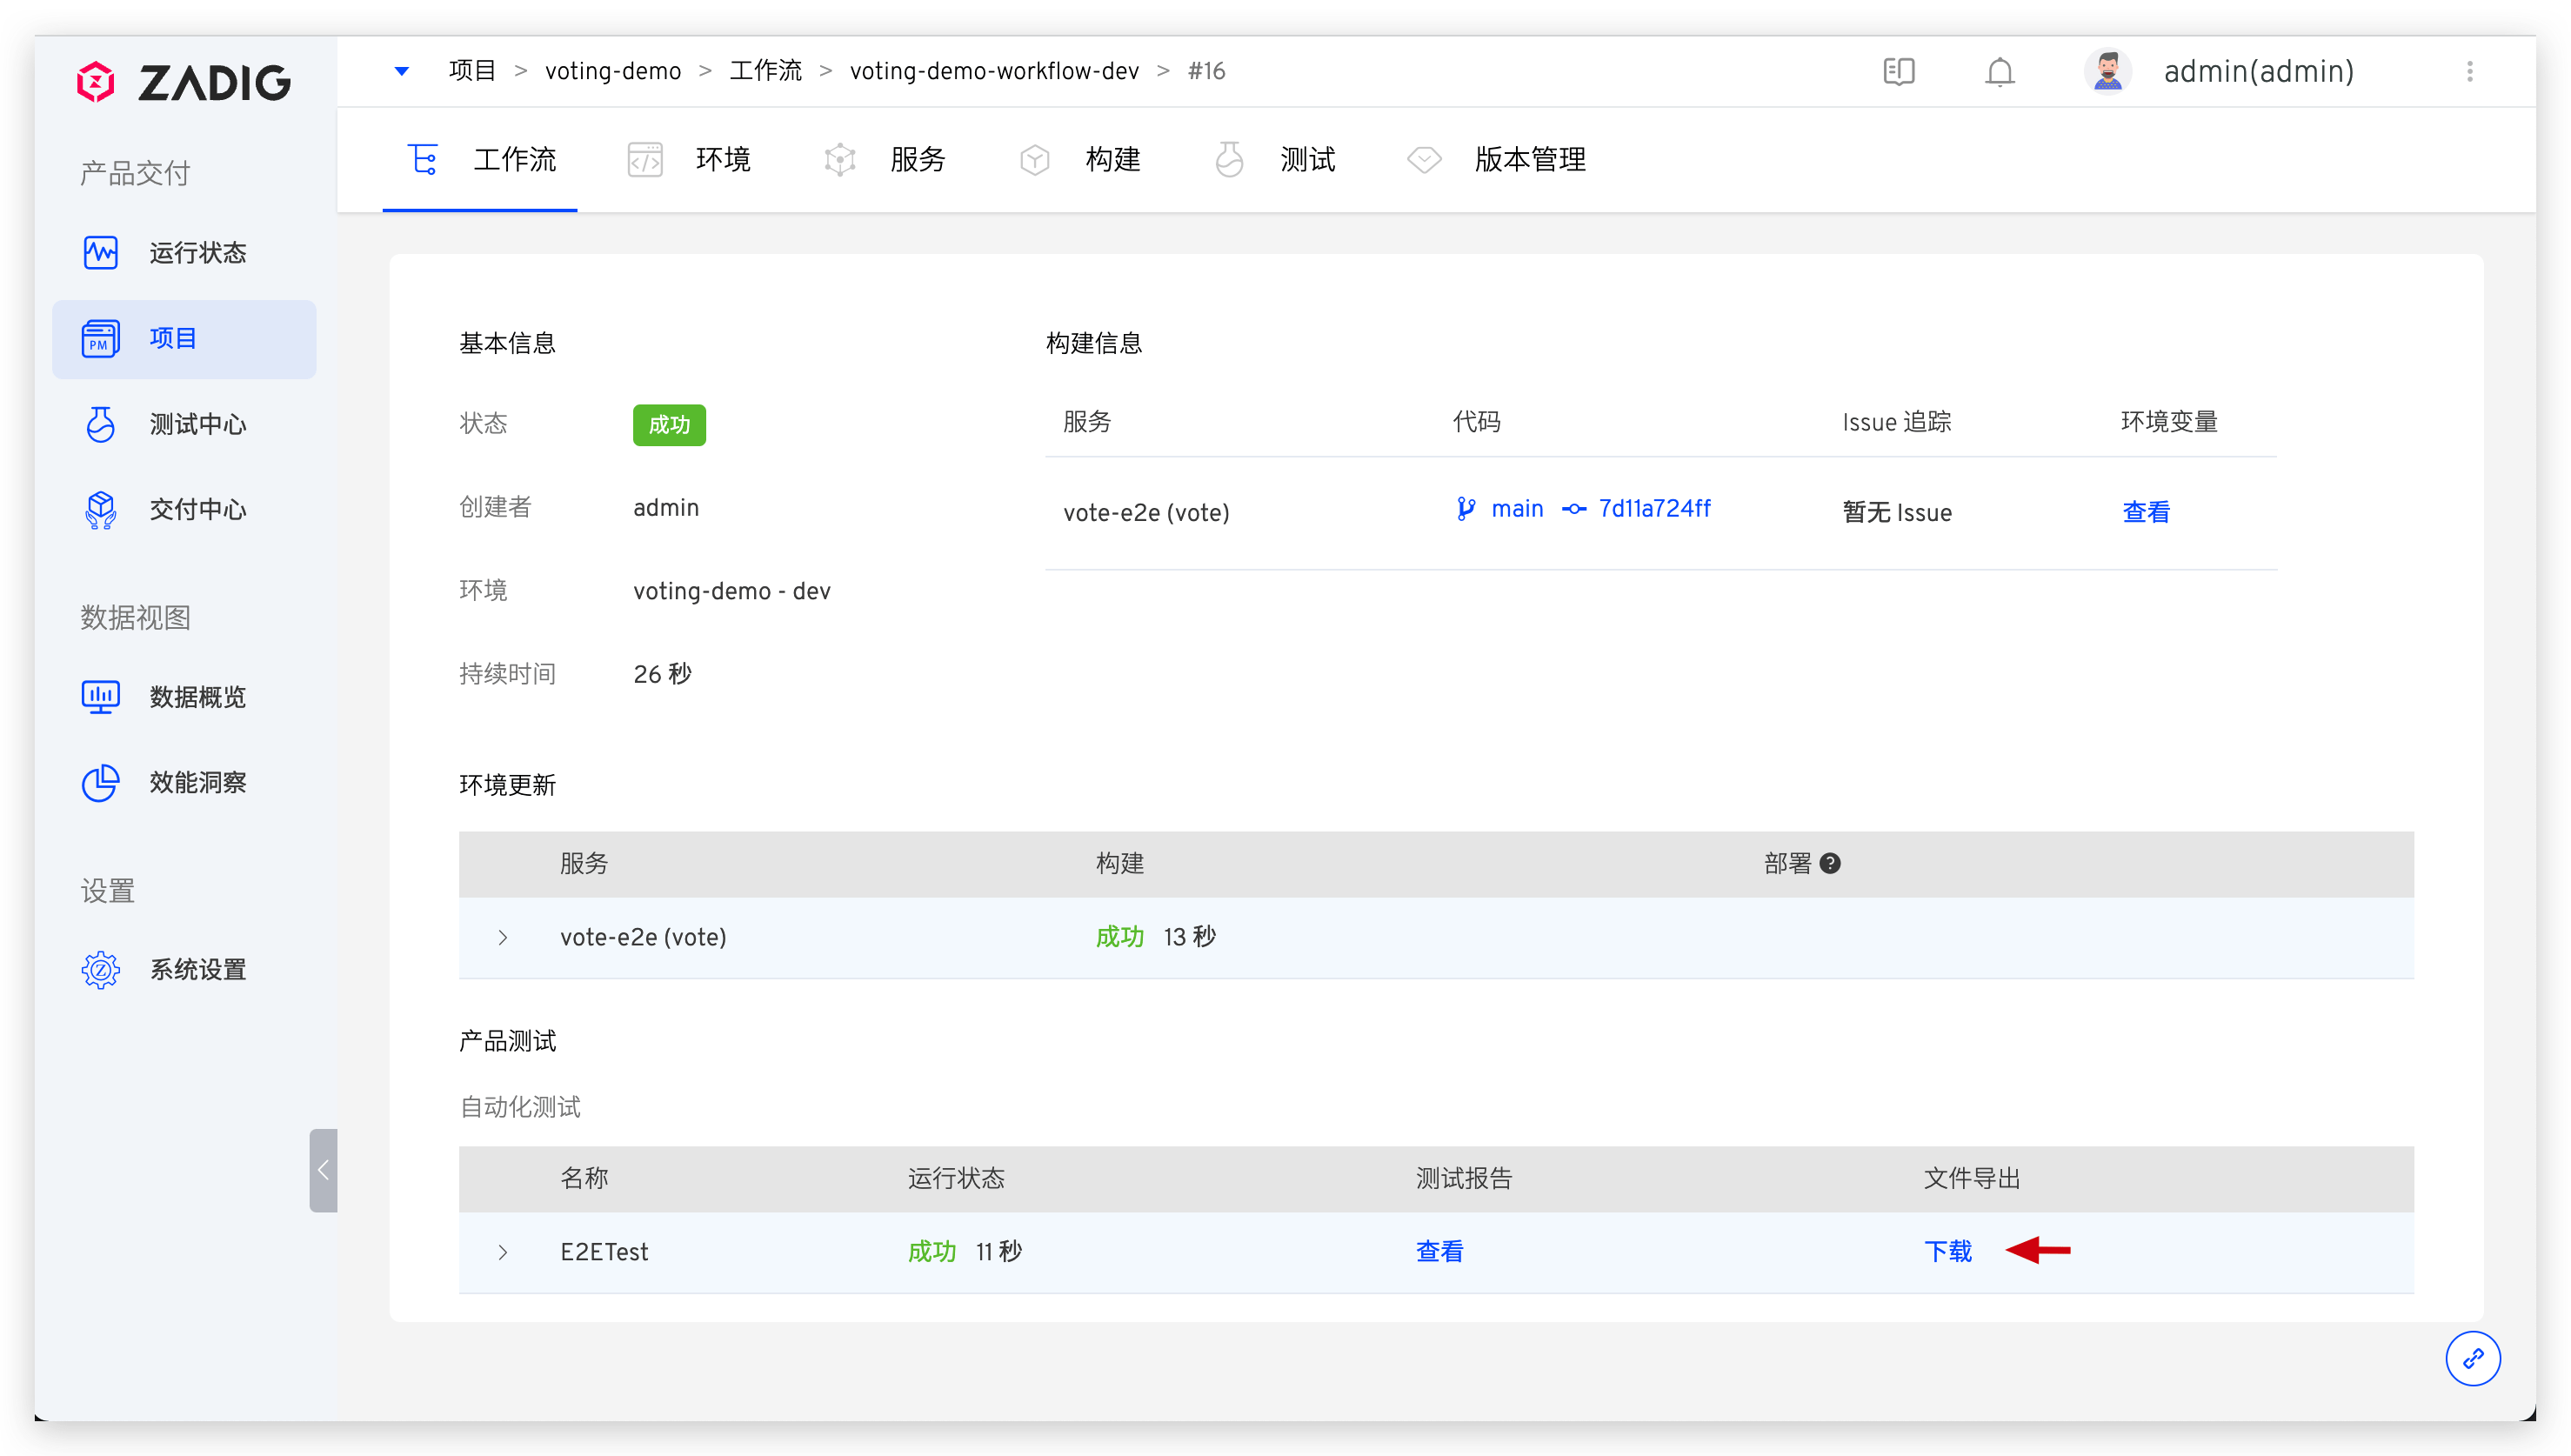 ZADIG
项目 > voting-demo > 工作流 > voting-demo-workflow-dev > #16
admin(admin)
产品交付
运行状态
PM
项目
测试中心
交付中心
数据视图
数据概览
效能洞察
设置
Z
系统设置
工作流
</> 环境
服务
构建
测试
版本管理
基本信息
状态 成功
创建者 admin
环境 voting-demo - dev
持续时间 26 秒
构建信息
服务 代码 Issue 追踪 环境变量
vote-e2e (vote) main 7d11a724ff 暂无 Issue 查看
环境更新
服务 构建 部署 ?
> vote-e2e (vote) 成功 13 秒
产品测试
自动化测试
名称 运行状态 测试报告 文件导出
> E2ETest 成功 11 秒 查看 下载